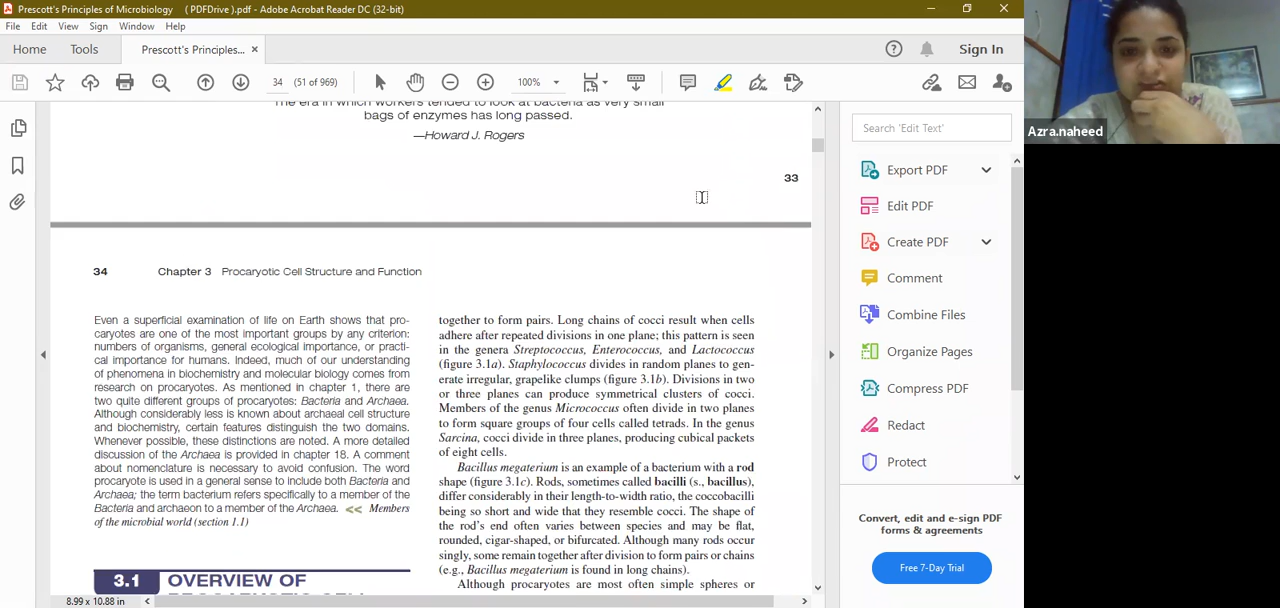 Prescott's Principles of Microbiology ( PDFDrive ).pdf - Adobe Acrobat Reader DC (32-bit)
File Edit View Sign Window Help
Home Tools Prescott's Principles... × Sign In
34 (51 of 969) 100%
The era in which workers tended to look at bacteria as very small
bags of enzymes has long passed.
—Howard J. Rogers
33
34 Chapter 3 Procaryotic Cell Structure and Function
Even a superficial examination of life on Earth shows that pro-
caryotes are one of the most important groups by any criterion:
numbers of organisms, general ecological importance, or practi-
cal importance for humans. Indeed, much of our understanding
of phenomena in biochemistry and molecular biology comes from
research on procaryotes. As mentioned in chapter 1, there are
two quite different groups of procaryotes: Bacteria and Archaea.
Although considerably less is known about archaeal cell structure
and biochemistry, certain features distinguish the two domains.
Whenever possible, these distinctions are noted. A more detailed
discussion of the Archaea is provided in chapter 18. A comment
about nomenclature is necessary to avoid confusion. The word
procaryote is used in a general sense to include both Bacteria and
Archaea; the term bacterium refers specifically to a member of the
Bacteria and archaeon to a member of the Archaea. << Members
of the microbial world (section 1.1)
3.1 OVERVIEW OF
PROCARYOTIC CELL
together to form pairs. Long chains of cocci result when cells
adhere after repeated divisions in one plane; this pattern is seen
in the genera Streptococcus, Enterococcus, and Lactococcus
(figure 3.1a). Staphylococcus divides in random planes to gen-
erate irregular, grapelike clumps (figure 3.1b). Divisions in two
or three planes can produce symmetrical clusters of cocci.
Members of the genus Micrococcus often divide in two planes
to form square groups of four cells called tetrads. In the genus
Sarcina, cocci divide in three planes, producing cubical packets
of eight cells.
Bacillus megaterium is an example of a bacterium with a rod
shape (figure 3.1c). Rods, sometimes called bacilli (s., bacillus),
differ considerably in their length-to-width ratio, the coccobacilli
being so short and wide that they resemble cocci. The shape of
the rod's end often varies between species and may be flat,
rounded, cigar-shaped, or bifurcated. Although many rods occur
singly, some remain together after division to form pairs or chains
(e.g., Bacillus megaterium is found in long chains).
Although procaryotes are most often simple spheres or
8.99 x 10.88 in
Search 'Edit Text'
Export PDF
Edit PDF
Create PDF
Comment
Combine Files
Organize Pages
Compress PDF
Redact
Protect
Convert, edit and e-sign PDF
forms & agreements
Free 7-Day Trial
Azra.naheed